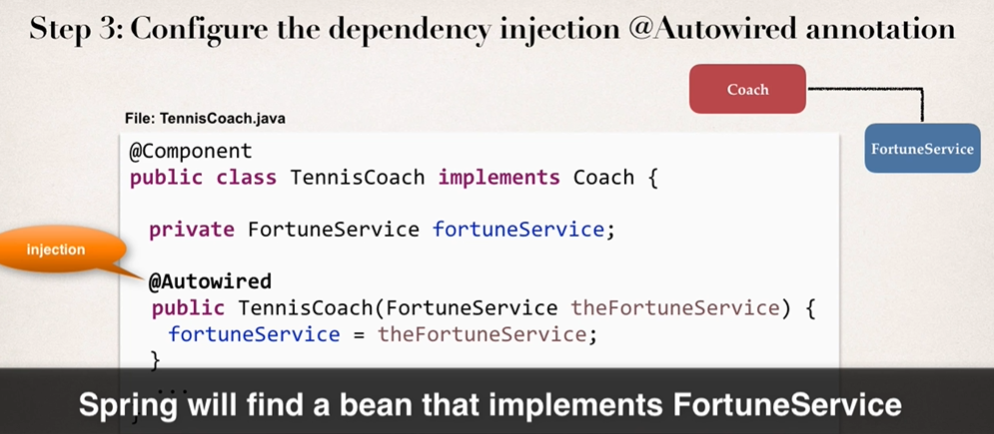 Step 3: Configure the dependency injection @Autowired annotation
Coach
FortuneService
File: TennisCoach.java
@Component
public class TennisCoach implements Coach {
private FortuneService fortuneService;
injection
@Autowired
public TennisCoach(FortuneService theFortuneService) {
fortuneService = theFortuneService;
}
...
Spring will find a bean that implements FortuneService